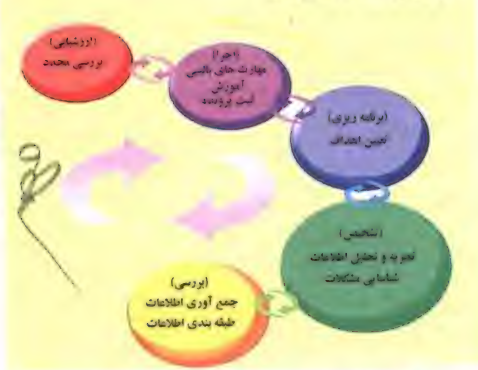 (ارزشیابی)
بررسی مجدد
(اجرا)
مهارت های بالینی
آموزش
ثبت پرونده
(برنامه ریزی)
تعیین اهداف
(تشخیص)
تجزیه و تحلیل اطلاعات
شناسایی مشکلات
(بررسی)
جمع آوری اطلاعات
طبقه بندی اطلاعات